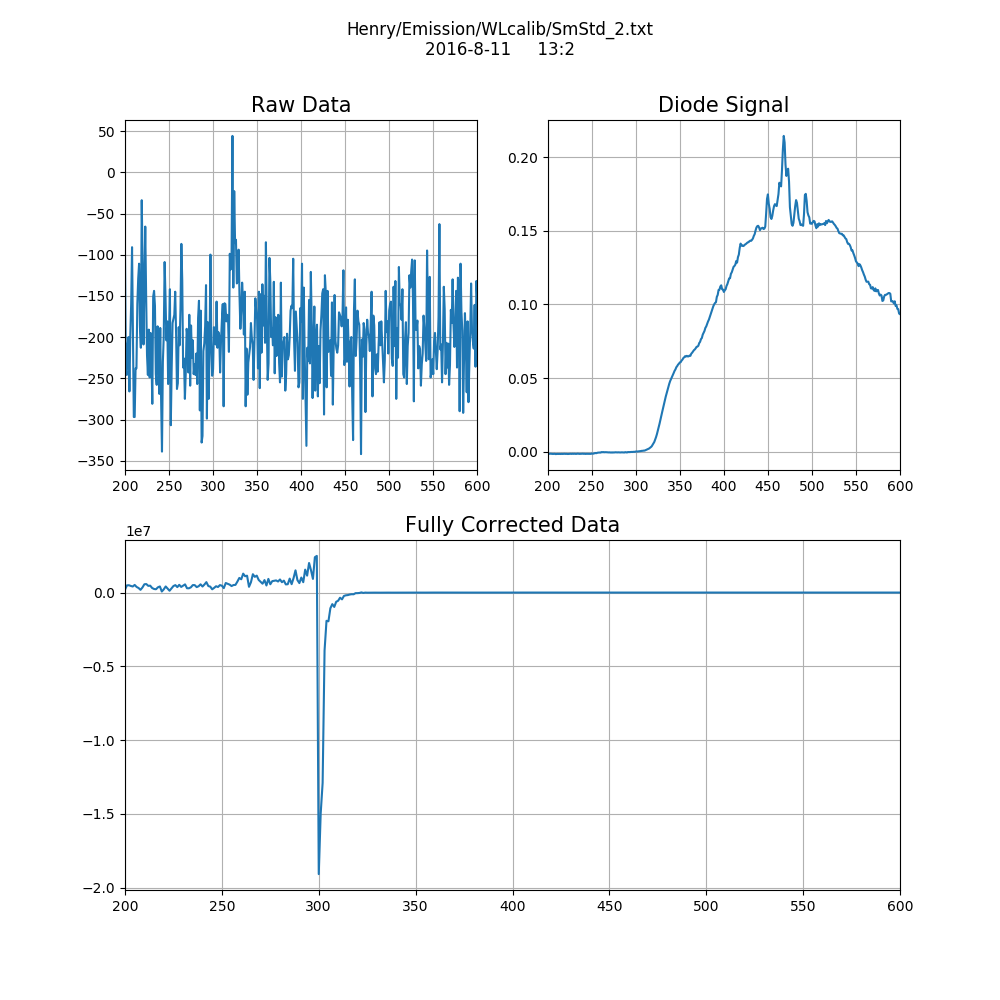 Henry/Emission/WLcalib/SmStd_2.txt
2016-8-11 13:2
Raw Data
50
0
−50
−100
−150
−200
−250
−300
−350
200 250 300 350 400 450 500 550 600
Diode Signal
0.20
0.15
0.10
0.05
0.00
200 250 300 350 400 450 500 550 600
Fully Corrected Data
1e7
0.0
−0.5
−1.0
−1.5
−2.0
200 250 300 350 400 450 500 550 600